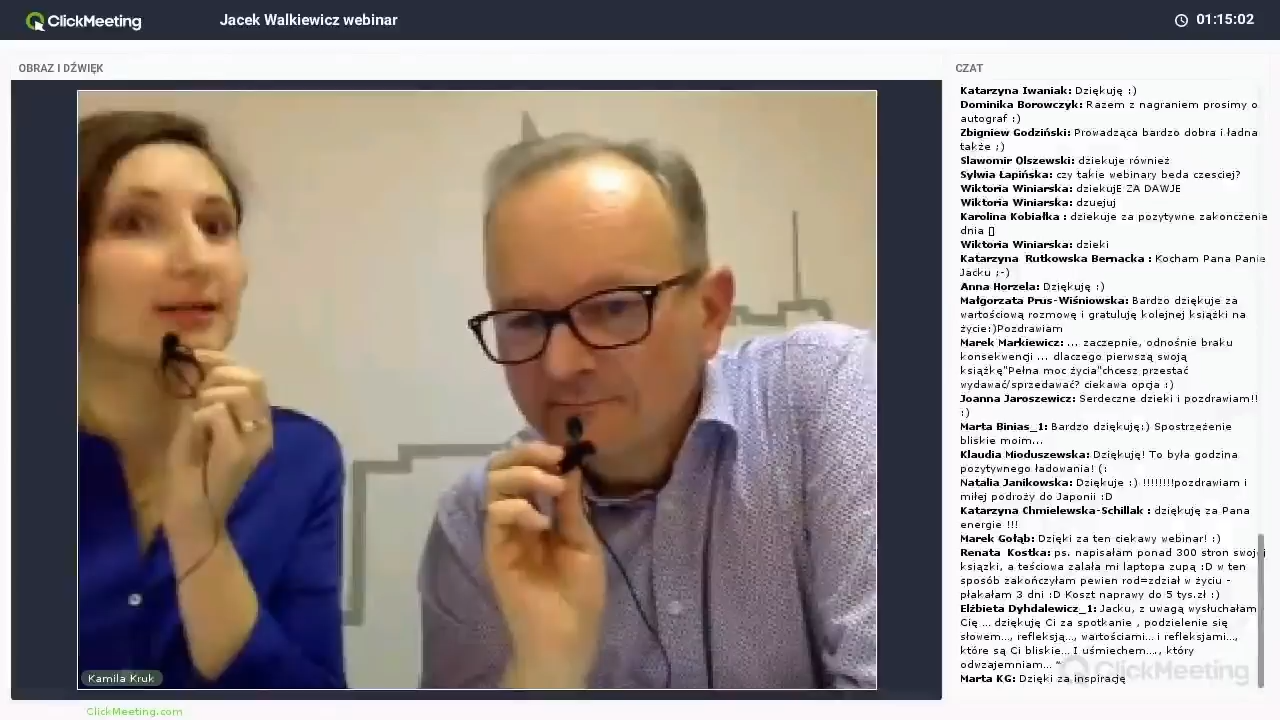 ClickMeeting
Jacek Walkiewicz webinar
01:15:02
OBRAZ I DŹWIĘK
CZAT
Katarzyna Iwaniak: Dziękuję :)
Dominika Borowczyk: Razem z nagraniem prosimy o
autograf :)
Zbigniew Godziński: Prowadząca bardzo dobra i ładna
także ;)
Slawomir Olszewski: dziekuje również
Sylwia Łapińska: czy takie webinary beda czesciej?
Wiktoria Winiarska: dziekujE ZA DAWJE
Wiktoria Winiarska: dzuejuj
Karolina Kobiałka : dziekuje za pozytywne zakonczenie
dnia
Wiktoria Winiarska: dzieki
Katarzyna Rutkowska Bernacka : Kocham Pana Panie
Jacku ;-)
Anna Horzela: Dziękuję :)
Małgorzata Prus-Wiśniowska: Bardzo dziękuje za
wartościową rozmowę i gratuluję kolejnej książki na
życie:)Pozdrawiam
Marek Markiewicz: ... zaczepnie, odnośnie braku
konsekwencji ... dlaczego pierwszą swoją
książkę"Pełna moc życia"chcesz przestać
wydawać/sprzedawać? ciekawa opcja :)
Joanna Jaroszewicz: Serdeczne dzieki i pozdrawiam!!
:)
Marta Binias_1: Bardzo dziękuję:) Spostrzeżenie
bliskie moim...
Klaudia Mioduszewska: Dziękuję! To była godzina
pozytywnego ładowania! (:
Natalia Janikowska: Dziękuje :) !!!!!!!!pozdrawiam i
miłej podroży do Japonii :D
Katarzyna Chmielewska-Schillak : dziękuję za Pana
energie !!!
Marek Gołąb: Dzięki za ten ciekawy webinar! :)
Renata Kostka: ps. napisałam ponad 300 stron swojej
książki, a teściowa zalała mi laptopa zupą :D w ten
sposób zakończyłam pewien rod=zdział w życiu -
płakałam 3 dni :D Koszt naprawy do 5 tys.zł :)
Elżbieta Dyhdalewicz_1: Jacku, z uwagą wysłuchałam
Cię ... dziękuję Ci za spotkanie , podzielenie się
słowem..., refleksją.., wartościami... i refleksjami...,
które są Ci bliskie... I uśmiechem...., który
odwzajemniam... "
Marta KG: Dzięki za inspirację
ClickMeeting
Kamila Kruk
ClickMeeting.com